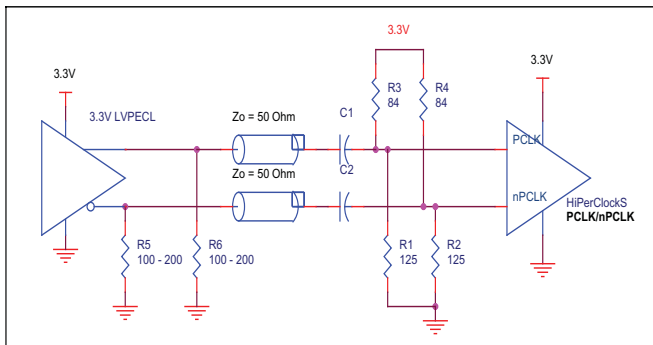 3.3V
3.3V
3.3V
R3
84
R4
84
3.3V LVPECL
Zo = 50 Ohm
C1
PCLK
Zo = 50 Ohm
C2
nPCLK
HiPerClockS
PCLK/nPCLK
R5
100 - 200
R6
100 - 200
R1
125
R2
125